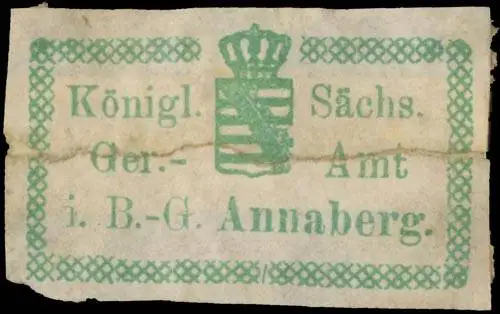 Königl. Sächs.
Ger.- Amt
i. B.-G. Annaberg.